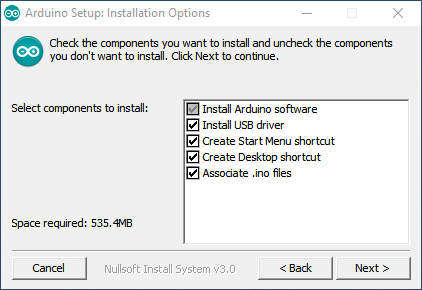 Arduino Setup: Installation Options
Check the components you want to install and uncheck the components
you don't want to install. Click Next to continue.
Select components to install:
Install Arduino software
Install USB driver
Create Start Menu shortcut
Create Desktop shortcut
Associate .ino files
Space required: 535.4MB
Cancel
Nullsoft Install System v3.0
< Back
Next >